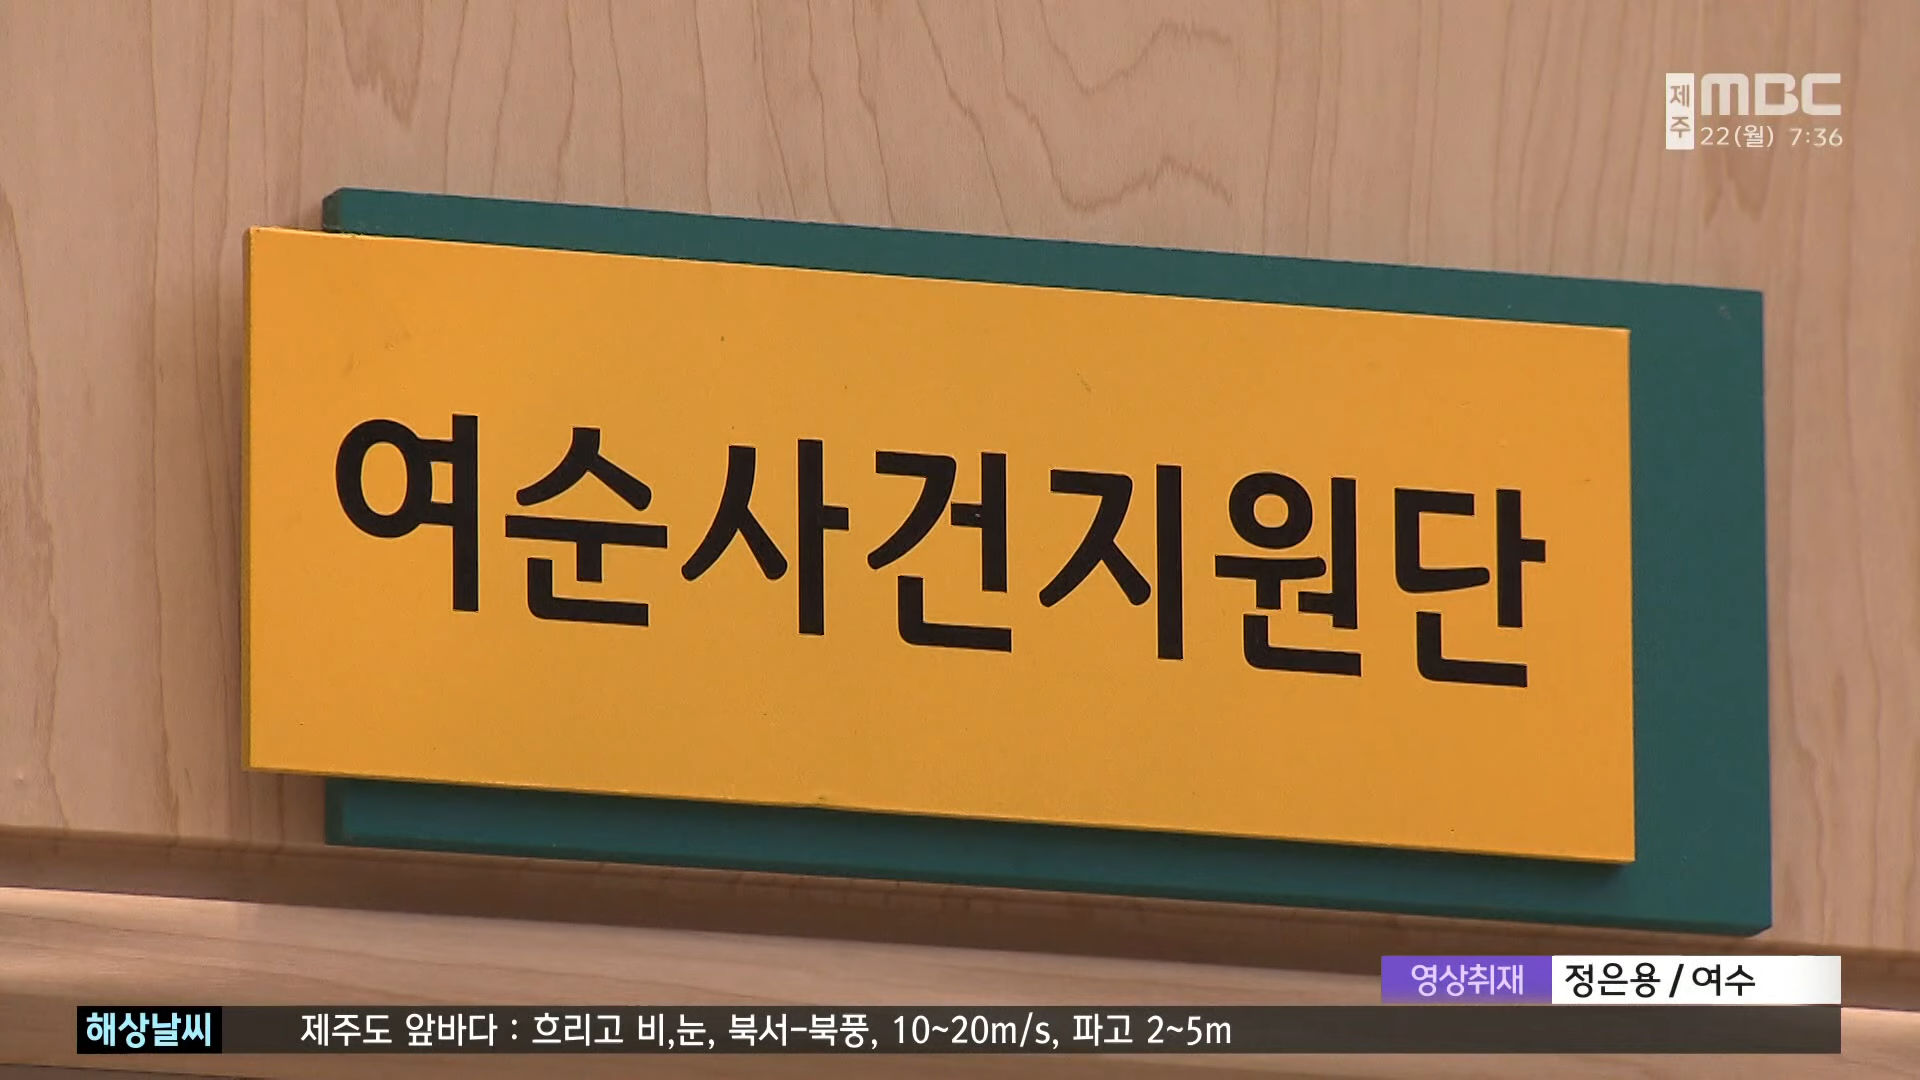 제주 MBC
22(월) 7:36
여순사건지원단
영상취재 정은용 / 여수
해상날씨 제주도 앞바다 : 흐리고 비,눈, 북서-북풍, 10~20m/s, 파고 2~5m